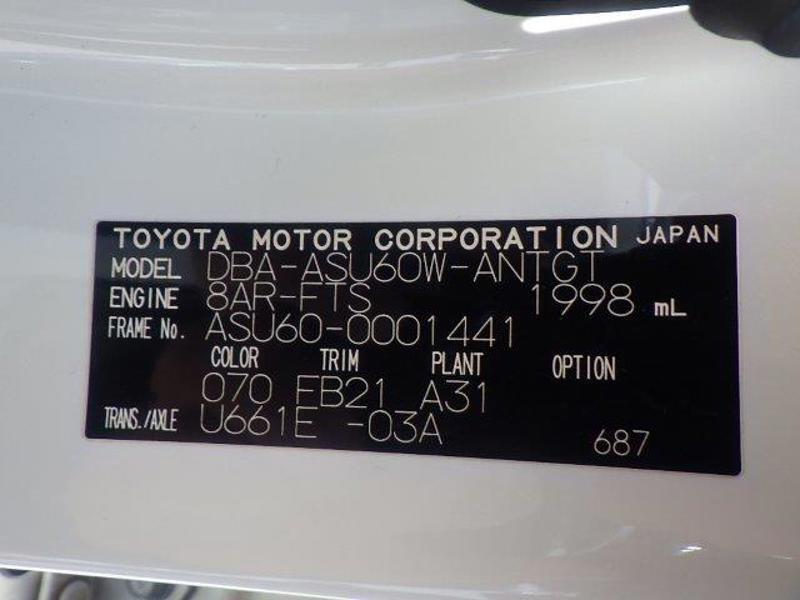 TOYOTA MOTOR CORPORATION JAPAN
MODEL DBA-ASU60W-ANTGT
ENGINE 8AR-FTS 1998 mL
FRAME No. ASU60-0001441
COLOR TRIM PLANT OPTION
070 FB21 A31
TRANS./AXLE U661E -03A 687